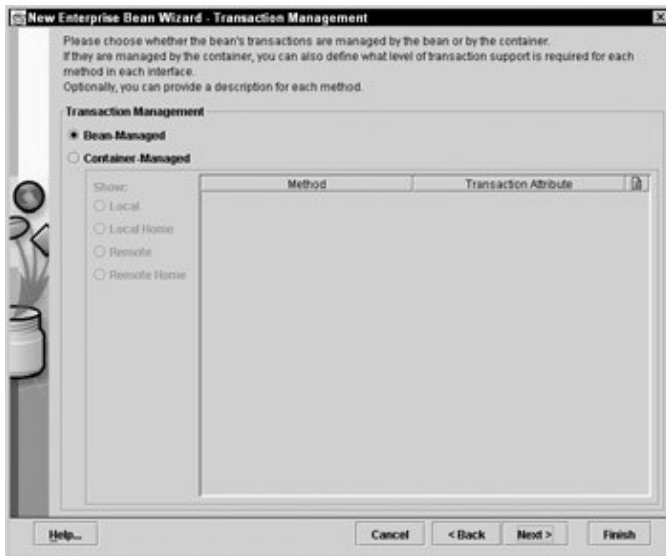 New Enterprise Bean Wizard - Transaction Management
Please choose whether the bean's transactions are managed by the bean or by the container.
If they are managed by the container, you can also define what level of transaction support is required for each
method in each interface.
Optionally, you can provide a description for each method.
Transaction Management
Bean-Managed
Container-Managed
Show:
Method Transaction Attribute
Local
Local Home
Remote
Remote Home
Help... Cancel < Back Next > Finish